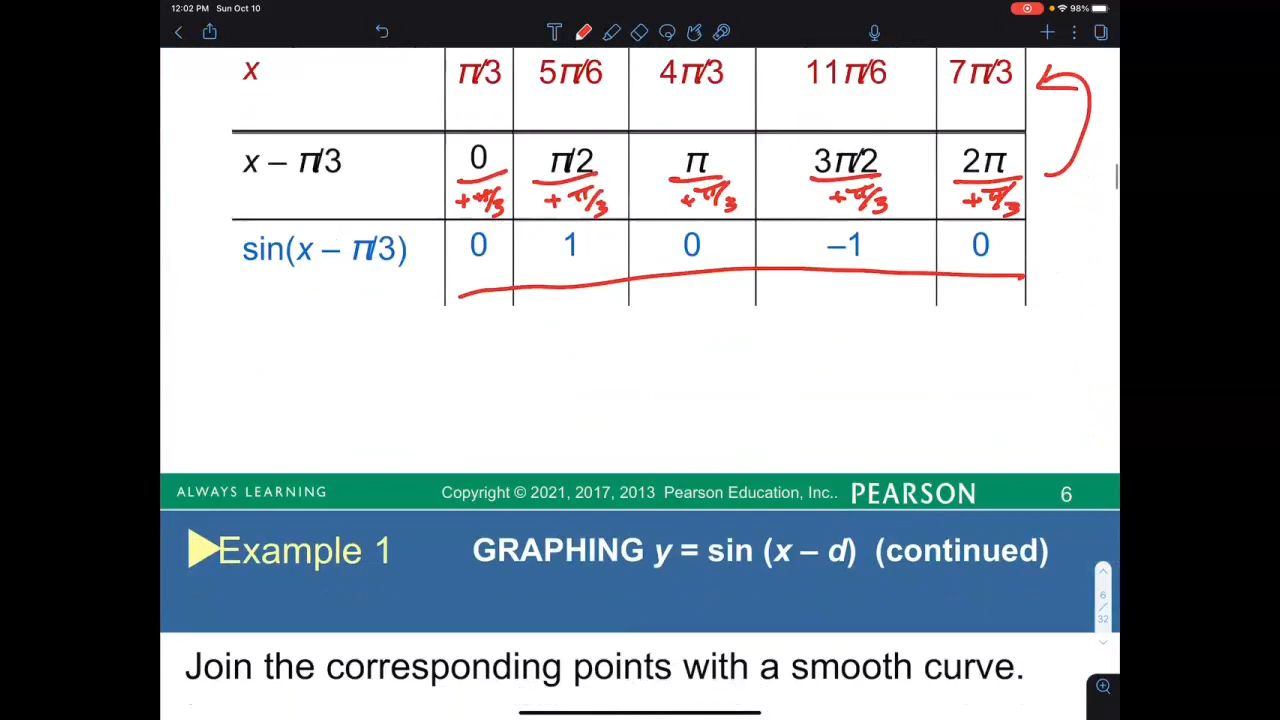 12:02 PM Sun Oct 10 98%
T
x π/3 5π/6 4π/3 11π/6 7π/3
x – π/3 0 π/2 π 3π/2 2π
+π/3 +π/3 +π/3 +π/3 +π/3
sin(x – π/3) 0 1 0 –1 0
ALWAYS LEARNING Copyright © 2021, 2017, 2013 Pearson Education, Inc.. PEARSON 6
Example 1 GRAPHING y = sin (x – d) (continued)
6
/
32
Join the corresponding points with a smooth curve.